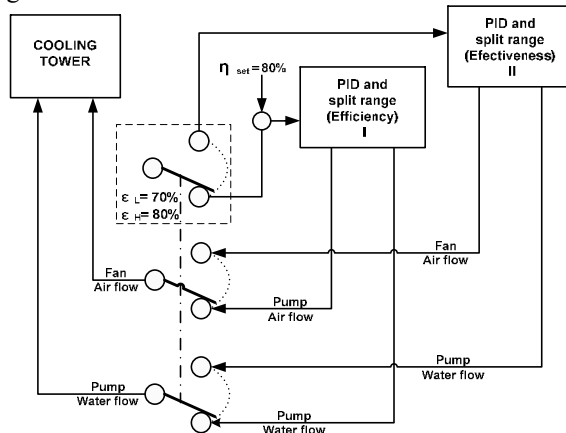 COOLING
TOWER
PID and
split range
(Efectiveness)
II
η set = 80%
PID and
split range
(Efficiency)
I
ε L = 70%
ε H = 80%
Fan
Air flow
Fan
Air flow
Pump
Air flow
Pump
Water flow
Pump
Water flow
Pump
Water flow